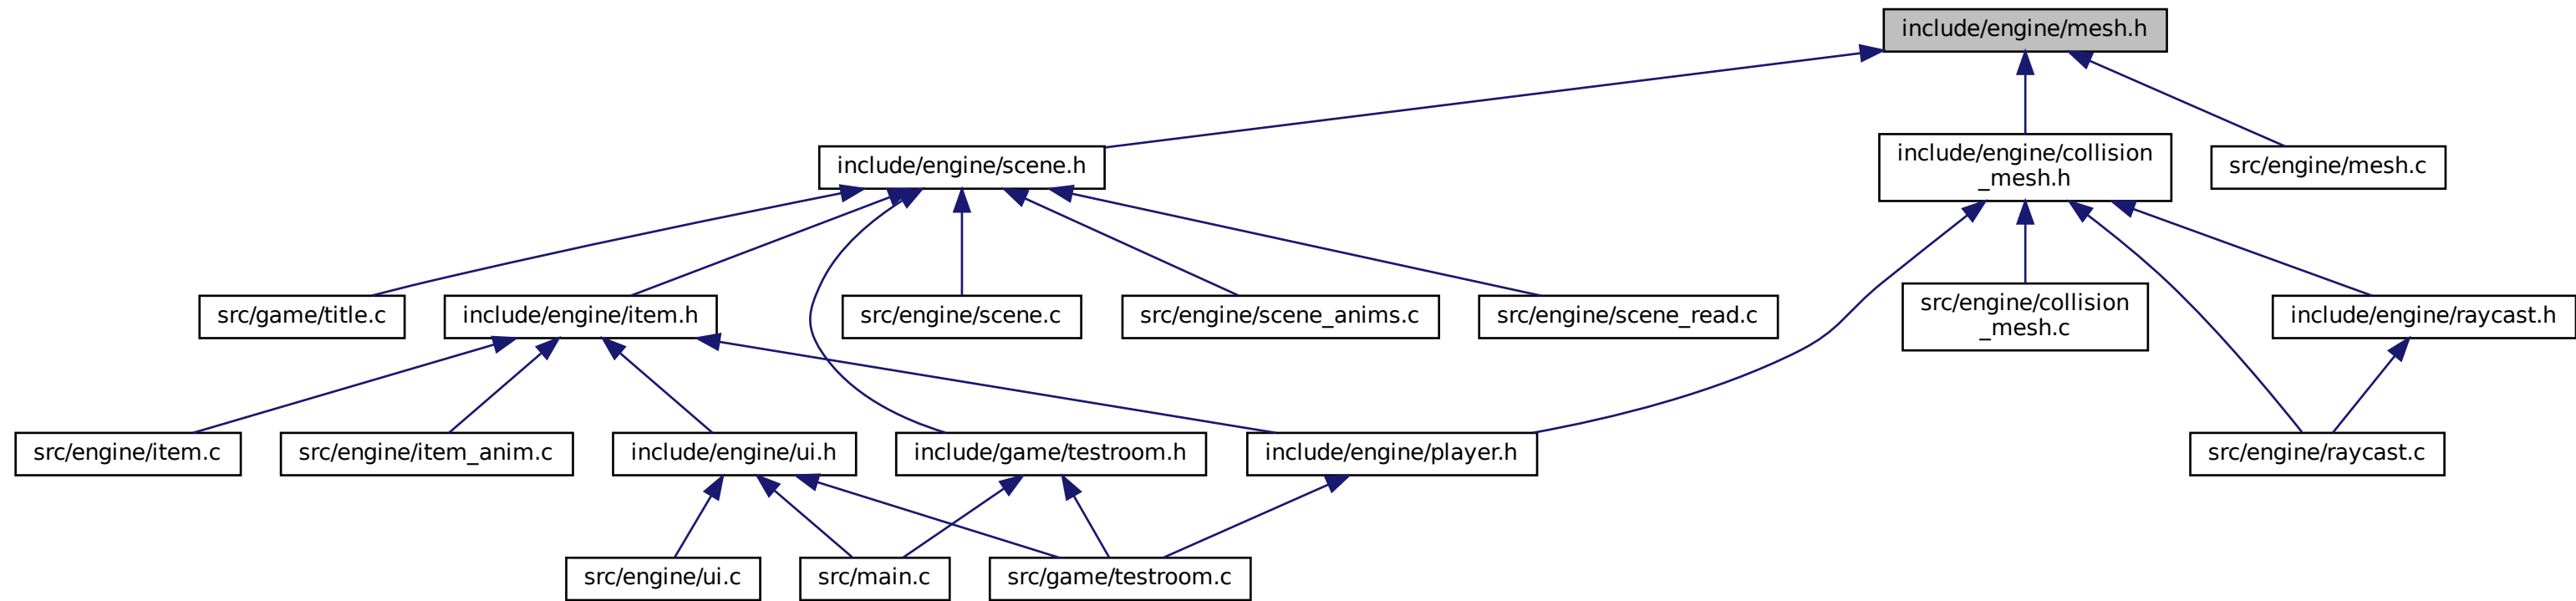 include/engine/mesh.h
include/engine/scene.h
include/engine/collision
_mesh.h
src/engine/mesh.c
src/game/title.c
include/engine/item.h
src/engine/scene.c
src/engine/scene_anims.c
src/engine/scene_read.c
src/engine/collision
_mesh.c
include/engine/raycast.h
src/engine/item.c
src/engine/item_anim.c
include/engine/ui.h
include/game/testroom.h
include/engine/player.h
src/engine/raycast.c
src/engine/ui.c
src/main.c
src/game/testroom.c